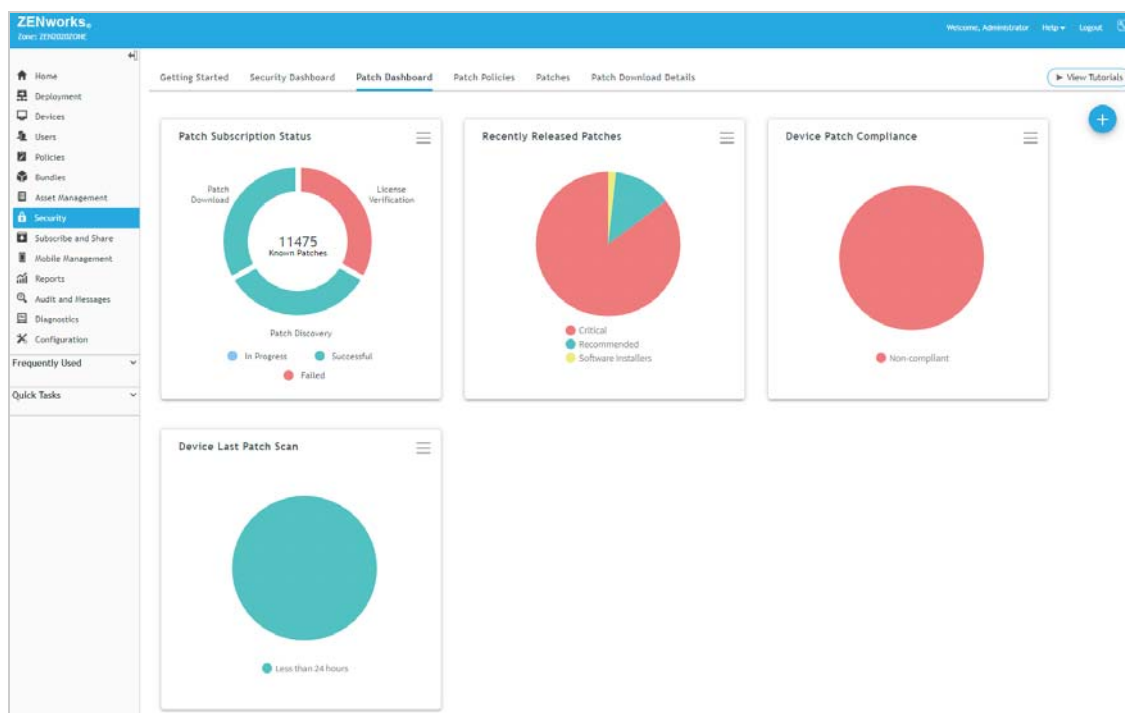 ZENworks®
Zone: ZEN2020ZONE
Welcome, Administrator Help Logout
Home
Deployment
Devices
Users
Policies
Bundles
Asset Management
Security
Subscribe and Share
Mobile Management
Reports
Audit and Messages
Diagnostics
Configuration
Frequently Used
Quick Tasks
Getting Started Security Dashboard Patch Dashboard Patch Policies Patches Patch Download Details
View Tutorials
Patch Subscription Status
Patch
Download
License
Verification
11475
Known Patches
Patch Discovery
In Progress Successful
Failed
Recently Released Patches
Critical
Recommended
Software Installers
Device Patch Compliance
Non-compliant
Device Last Patch Scan
Less than 24 hours